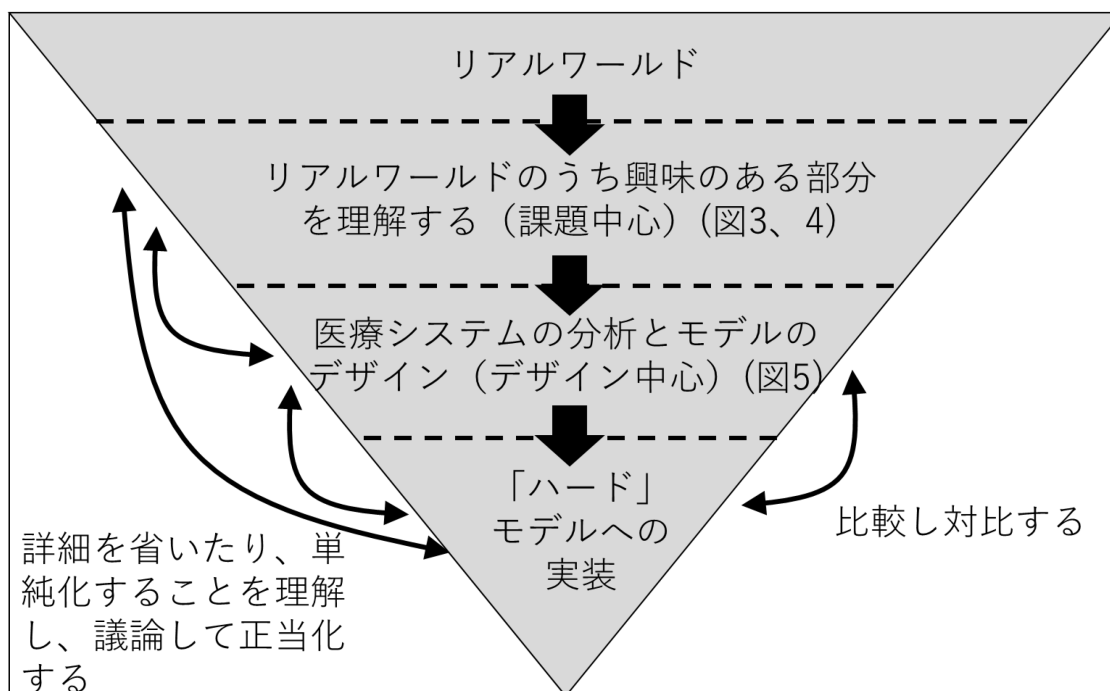 リアルワールド
リアルワールドのうち興味のある部分
を理解する（課題中心）(図3、4)
医療システムの分析とモデルの
デザイン（デザイン中心）(図5)
「ハード」
モデルへの
実装
詳細を省いたり、単
純化することを理解
し、議論して正当化
する
比較し対比する